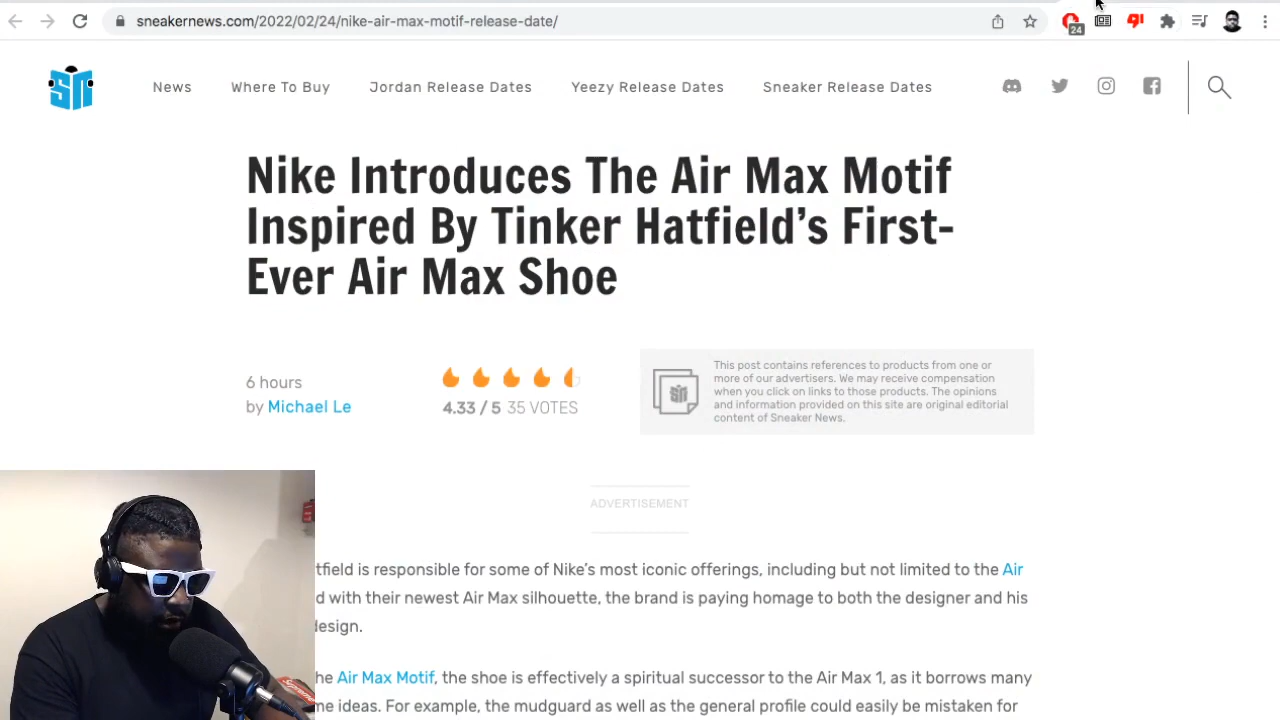 sneakernews.com/2022/02/24/nike-air-max-motif-release-date/
24
SN
News
Where To Buy
Jordan Release Dates
Yeezy Release Dates
Sneaker Release Dates
Nike Introduces The Air Max Motif
Inspired By Tinker Hatfield’s First-
Ever Air Max Shoe
6 hours
by Michael Le
4.33 / 5 35 VOTES
This post contains references to products from one or
more of our advertisers. We may receive compensation
when you click on links to those products. The opinions
and information provided on this site are original editorial
content of Sneaker News.
ADVERTISEMENT
tfield is responsible for some of Nike’s most iconic offerings, including but not limited to the Air
d with their newest Air Max silhouette, the brand is paying homage to both the designer and his
design.
he Air Max Motif, the shoe is effectively a spiritual successor to the Air Max 1, as it borrows many
ne ideas. For example, the mudguard as well as the general profile could easily be mistaken for
Supreme